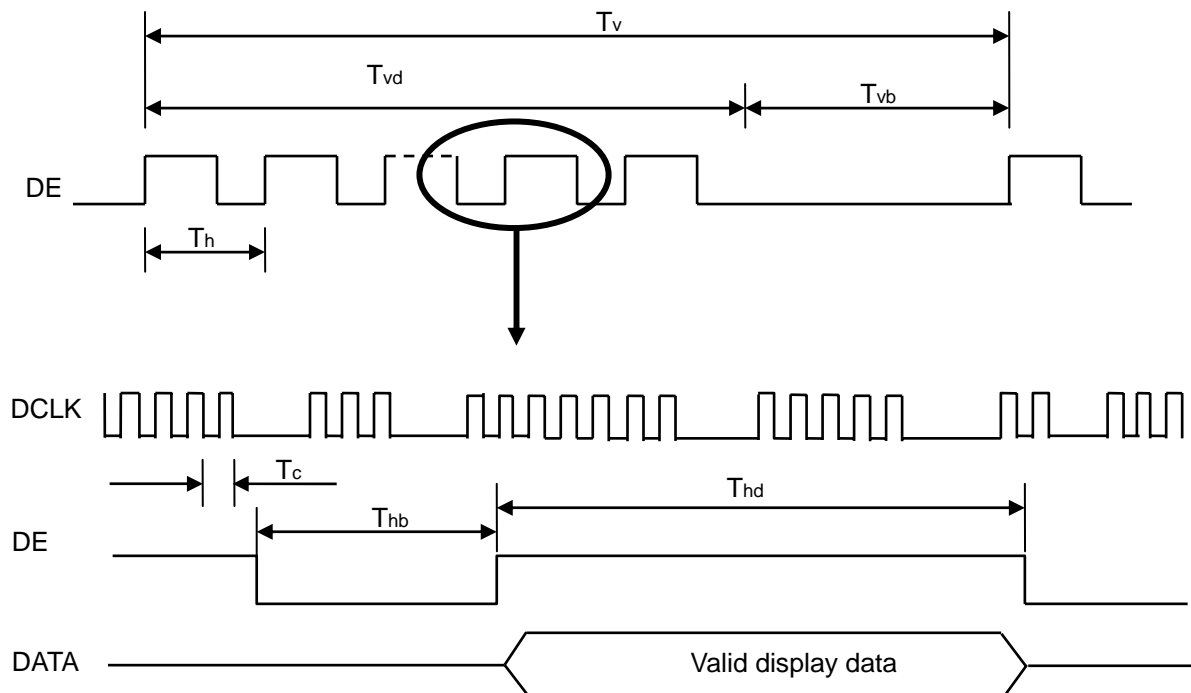 Tv
Tvd
Tvb
DE
Th
DCLK
Tc
Thd
Thb
DE
DATA
Valid display data